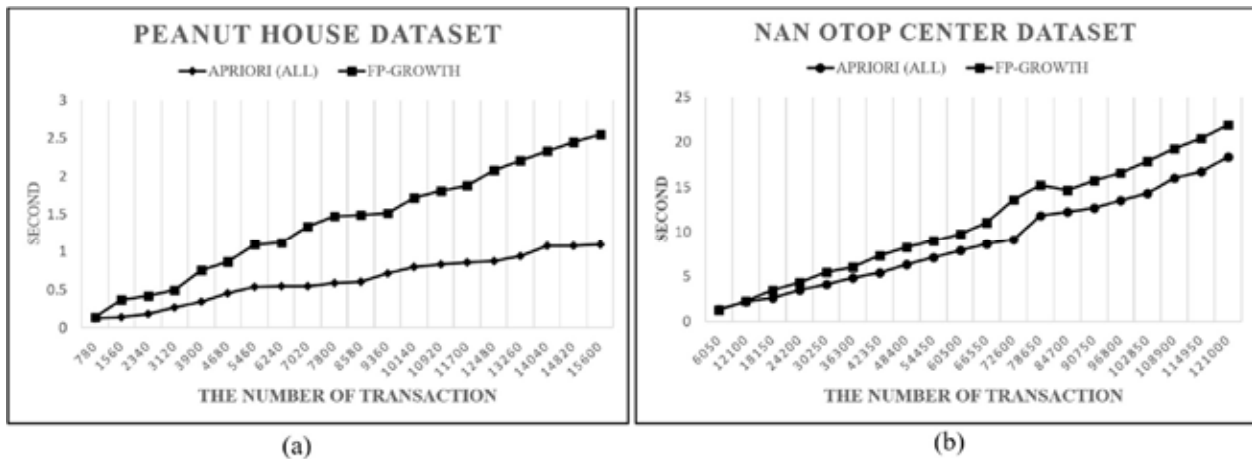 PEANUT HOUSE DATASET
APRIORI (ALL) FP-GROWTH
3
2.5
2
1.5
1
0.5
0
SECOND
780 1560 2340 3120 3900 4680 5460 6240 7020 7800 8580 9360 10140 10920 11700 12480 13260 14040 14820 15600
THE NUMBER OF TRANSACTION
(a)
NAN OTOP CENTER DATASET
APRIORI (ALL) FP-GROWTH
25
20
15
10
5
0
SECOND
6050 12100 18150 24200 30250 36300 42350 48400 54450 60500 66550 72600 78650 84700 90750 96800 102850 108900 114950 121000
THE NUMBER OF TRANSACTION
(b)